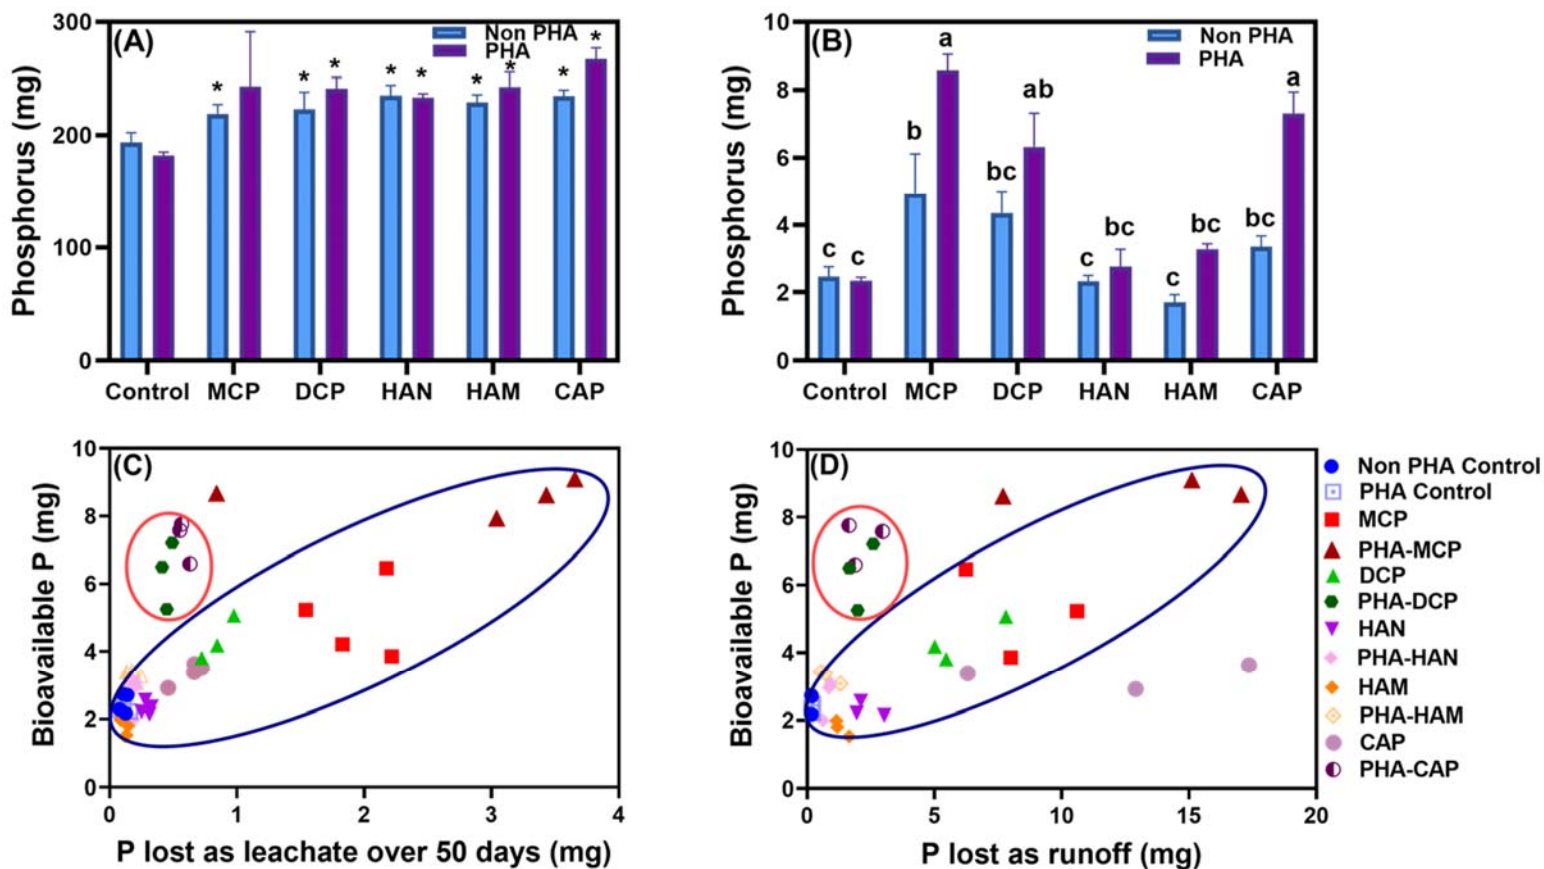 (A)
Non PHA
PHA
Phosphorus (mg)
300
200
100
0
* * * * * * * * *
Control MCP DCP HAN HAM CAP
(B)
Non PHA
PHA
Phosphorus (mg)
10
8
6
4
2
0
c c b a bc ab c bc c bc bc a
Control MCP DCP HAN HAM CAP
(C)
Bioavailable P (mg)
10
8
6
4
2
0
0 1 2 3 4
P lost as leachate over 50 days (mg)
(D)
Bioavailable P (mg)
10
8
6
4
2
0
0 5 10 15 20
P lost as runoff (mg)
Non PHA Control
PHA Control
MCP
PHA-MCP
DCP
PHA-DCP
HAN
PHA-HAN
HAM
PHA-HAM
CAP
PHA-CAP